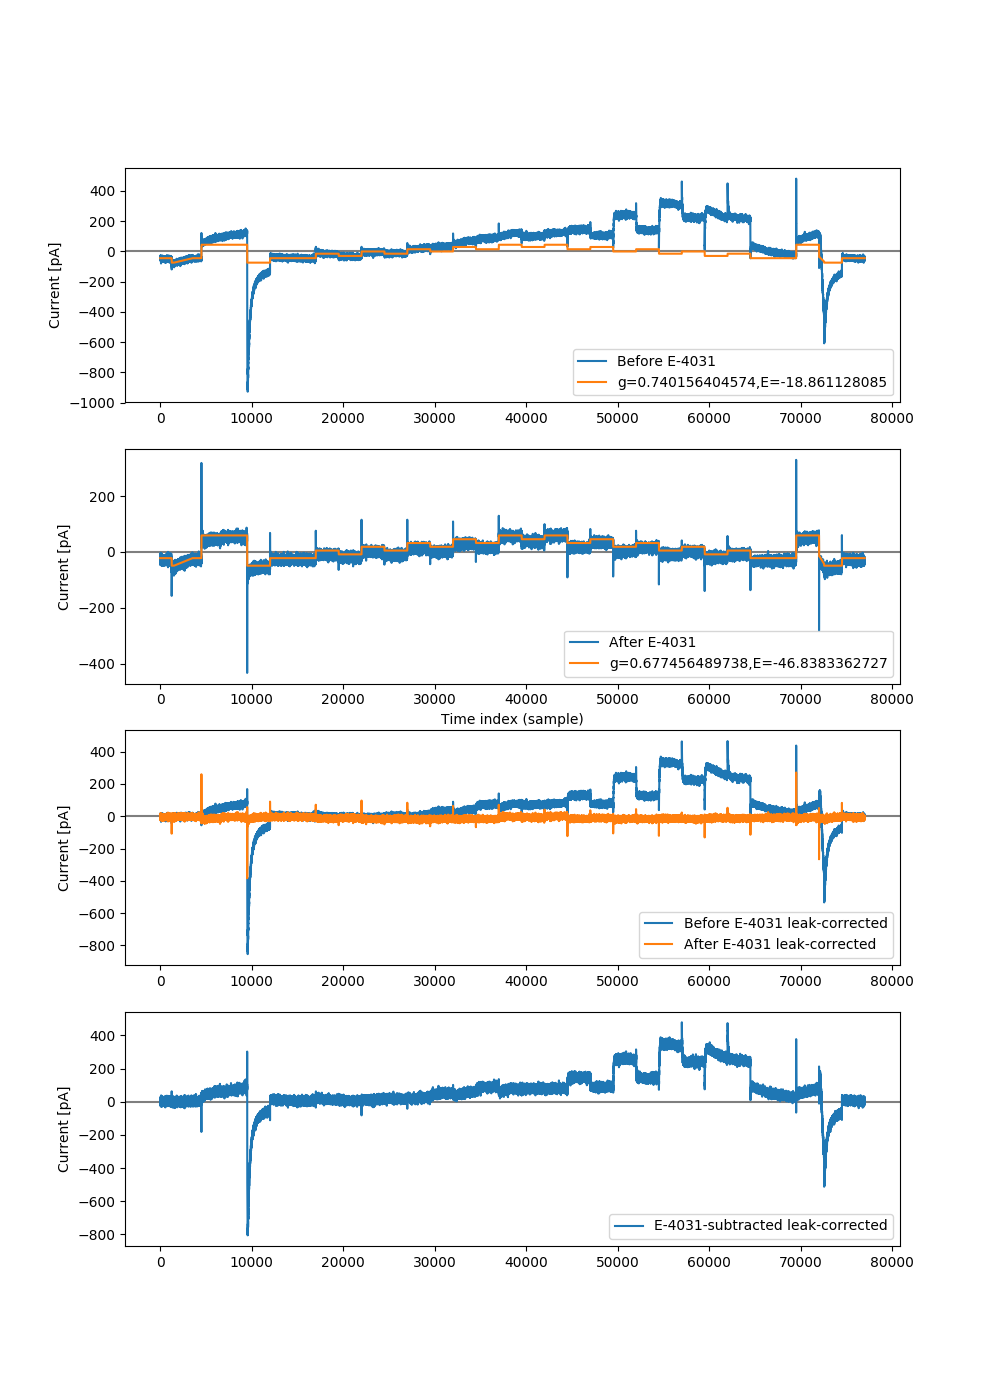 400
200
0
−200
−400
−600
−800
−1000
Current [pA]
Before E-4031
g=0.740156404574,E=-18.861128085
0 10000 20000 30000 40000 50000 60000 70000 80000
200
0
−200
−400
Current [pA]
After E-4031
g=0.677456489738,E=-46.8383362727
0 10000 20000 30000 40000 50000 60000 70000 80000
Time index (sample)
400
200
0
−200
−400
−600
−800
Current [pA]
Before E-4031 leak-corrected
After E-4031 leak-corrected
0 10000 20000 30000 40000 50000 60000 70000 80000
400
200
0
−200
−400
−600
−800
Current [pA]
E-4031-subtracted leak-corrected
0 10000 20000 30000 40000 50000 60000 70000 80000